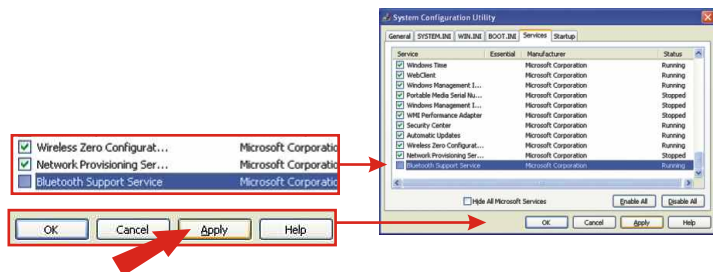 System Configuration Utility
General SYSTEM.INI WIN.INI BOOT.INI Services Startup
Service Essential Manufacturer Status
Windows Time Microsoft Corporation Running
WebClient Microsoft Corporation Running
Windows Management I... Microsoft Corporation Running
Portable Media Serial Nu... Microsoft Corporation Stopped
Windows Management I... Microsoft Corporation Stopped
WMI Performance Adapter Microsoft Corporation Stopped
Security Center Microsoft Corporation Running
Automatic Updates Microsoft Corporation Running
Wireless Zero Configurat... Microsoft Corporation Running
Network Provisioning Ser... Microsoft Corporation Stopped
Bluetooth Support Service Microsoft Corporation Running
Hide All Microsoft Services Enable All Disable All
OK Cancel Apply Help
Wireless Zero Configurat... Microsoft Corporatio
Network Provisioning Ser... Microsoft Corporatio
Bluetooth Support Service Microsoft Corporatio
OK Cancel Apply Help